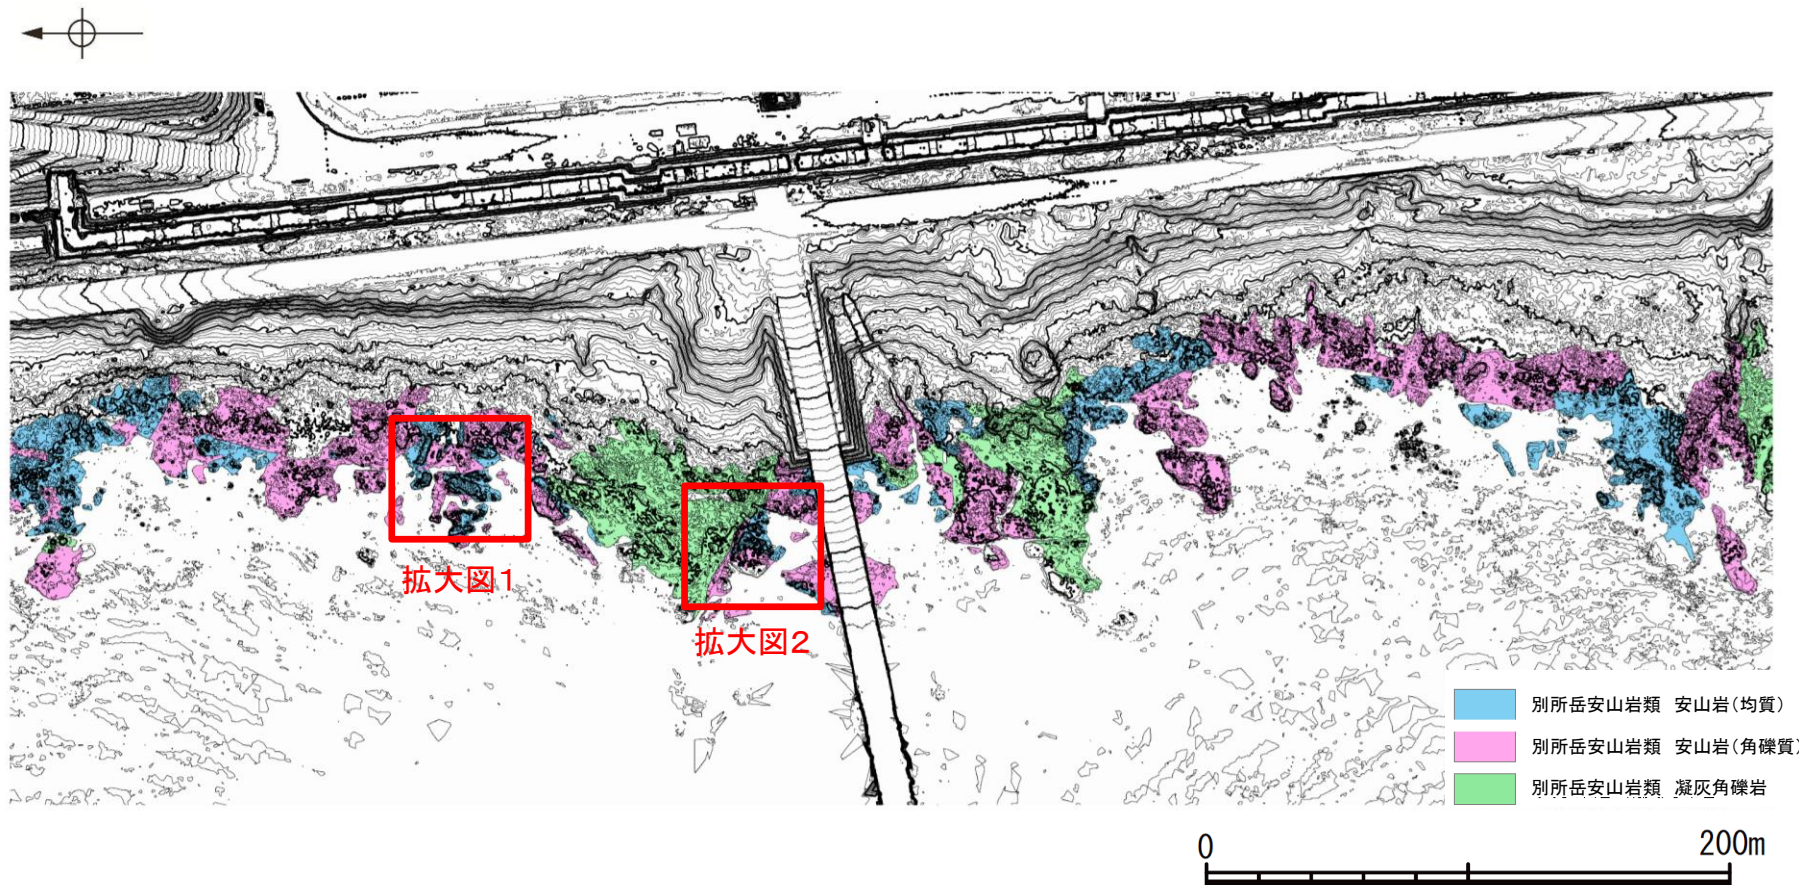 拡大図1
拡大図2
別所岳安山岩類 安山岩(均質)
別所岳安山岩類 安山岩(角礫質)
別所岳安山岩類 凝灰角礫岩
0 200m